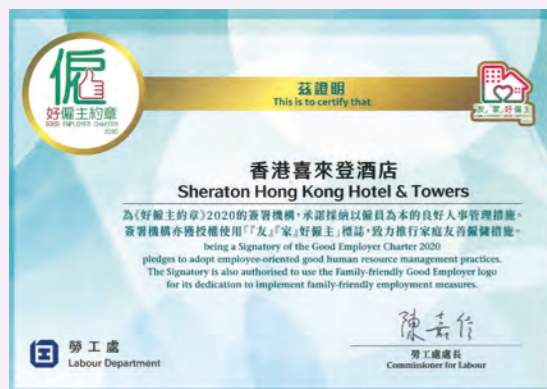 僱
好僱主約章
GOOD EMPLOYER CHARTER
2020
茲證明
This is to certify that
「友」「家」好僱主
香港喜來登酒店
Sheraton Hong Kong Hotel & Towers
為《好僱主約章》2020的簽署機構，承諾採納以僱員為本的良好人事管理措施。
簽署機構亦獲授權使用「『友』『家』好僱主」標誌，致力推行家庭友善僱傭措施。
being a Signatory of the Good Employer Charter 2020
pledges to adopt employee-oriented good human resource management practices.
The Signatory is also authorised to use the Family-friendly Good Employer logo
for its dedication to implement family-friendly employment measures.
陳嘉信
勞工處
Labour Department
勞工處處長
Commissioner for Labour